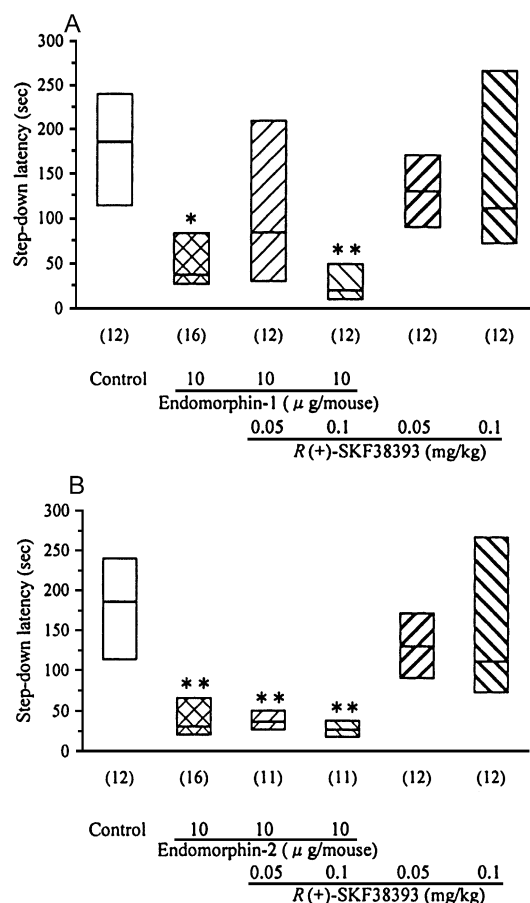 A
Step-down latency (sec)
300
250
200
150
100
50
0
*
**
(12) (16) (12) (12) (12) (12)
Control 10 10 10
Endomorphin-1 ( μ g/mouse)
0.05 0.1 0.05 0.1
R (+)-SKF38393 (mg/kg)
B
Step-down latency (sec)
300
250
200
150
100
50
0
** ** **
(12) (16) (11) (11) (12) (12)
Control 10 10 10
Endomorphin-2 ( μ g/mouse)
0.05 0.1 0.05 0.1
R (+)-SKF38393 (mg/kg)